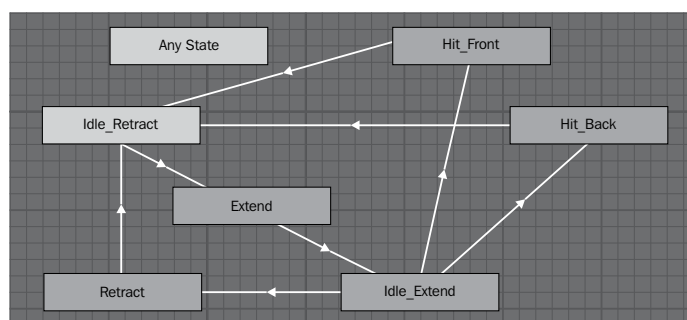 Any State
Hit_Front
Idle_Retract
Hit_Back
Extend
Retract
Idle_Extend